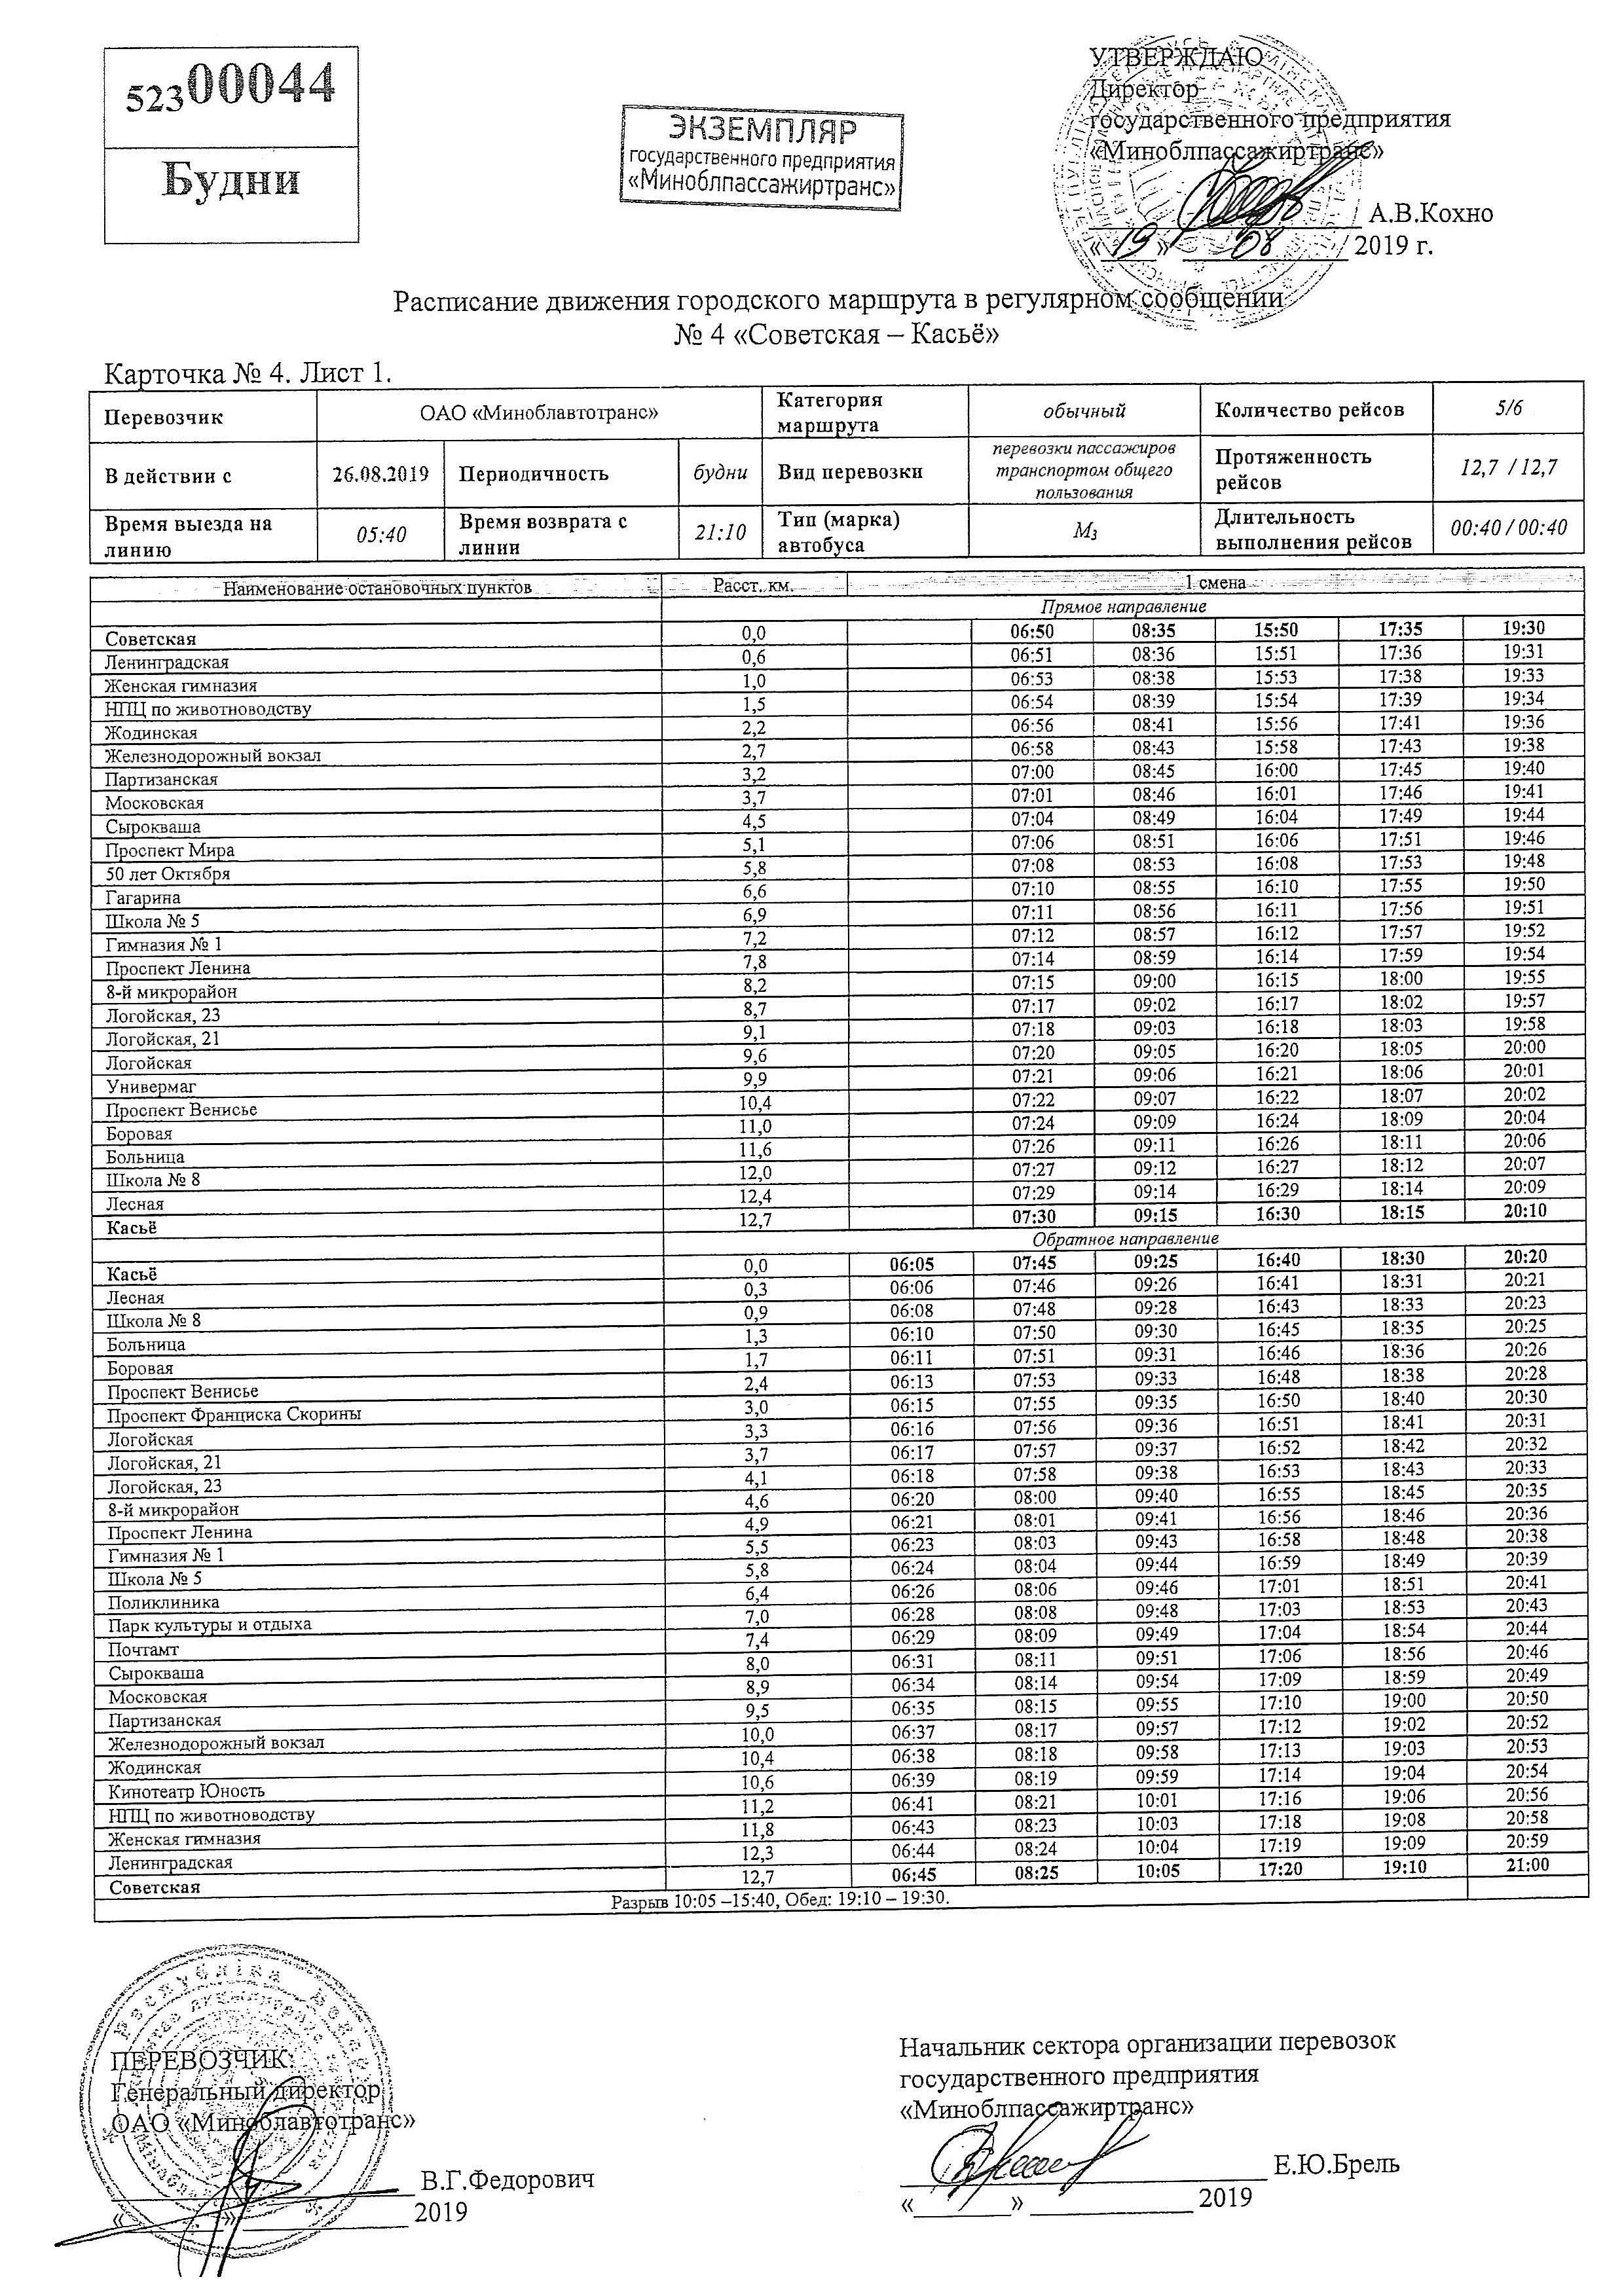 52300044
Будни
ЭКЗЕМПЛЯР
государственного предприятия
«Миноблпассажиртранс»
УТВЕРЖДАЮ
Директор
государственного предприятия
«Миноблпассажиртранс»
А.В.Кохно
«19» 08 2019 г.
Расписание движения городского маршрута в регулярном сообщении
№ 4 «Советская – Касьё»
Карточка № 4. Лист 1.
Перевозчик ОАО «Миноблавтотранс» Категория маршрута обычный Количество рейсов 5/6
В действии с 26.08.2019 Периодичность будни Вид перевозки перевозки пассажиров транспортом общего пользования Протяженность рейсов 12,7 / 12,7
Время выезда на линию 05:40 Время возврата с линии 21:10 Тип (марка) автобуса М3 Длительность выполнения рейсов 00:40 / 00:40
Наименование остановочных пунктов Расст. км. 1 смена
Прямое направление
Советская 0,0 06:50 08:35 15:50 17:35 19:30
Ленинградская 0,6 06:51 08:36 15:51 17:36 19:31
Женская гимназия 1,0 06:53 08:38 15:53 17:38 19:33
НПЦ по животноводству 1,5 06:54 08:39 15:54 17:39 19:34
Жодинская 2,2 06:56 08:41 15:56 17:41 19:36
Железнодорожный вокзал 2,7 06:58 08:43 15:58 17:43 19:38
Партизанская 3,2 07:00 08:45 16:00 17:45 19:40
Московская 3,7 07:01 08:46 16:01 17:46 19:41
Сырокваша 4,5 07:04 08:49 16:04 17:49 19:44
Проспект Мира 5,1 07:06 08:51 16:06 17:51 19:46
50 лет Октября 5,8 07:08 08:53 16:08 17:53 19:48
Гагарина 6,6 07:10 08:55 16:10 17:55 19:50
Школа № 5 6,9 07:11 08:56 16:11 17:56 19:51
Гимназия № 1 7,2 07:12 08:57 16:12 17:57 19:52
Проспект Ленина 7,8 07:14 08:59 16:14 17:59 19:54
8-й микрорайон 8,2 07:15 09:00 16:15 18:00 19:55
Логойская, 23 8,7 07:17 09:02 16:17 18:02 19:57
Логойская, 21 9,1 07:18 09:03 16:18 18:03 19:58
Логойская 9,6 07:20 09:05 16:20 18:05 20:00
Универмаг 9,9 07:21 09:06 16:21 18:06 20:01
Проспект Венисье 10,4 07:22 09:07 16:22 18:07 20:02
Боровая 11,0 07:24 09:09 16:24 18:09 20:04
Больница 11,6 07:26 09:11 16:26 18:11 20:06
Школа № 8 12,0 07:27 09:12 16:27 18:12 20:07
Лесная 12,4 07:29 09:14 16:29 18:14 20:09
Касьё 12,7 07:30 09:15 16:30 18:15 20:10
Обратное направление
Касьё 0,0 06:05 07:45 09:25 16:40 18:30 20:20
Лесная 0,3 06:06 07:46 09:26 16:41 18:31 20:21
Школа № 8 0,9 06:08 07:48 09:28 16:43 18:33 20:23
Больница 1,3 06:10 07:50 09:30 16:45 18:35 20:25
Боровая 1,7 06:11 07:51 09:31 16:46 18:36 20:26
Проспект Венисье 2,4 06:13 07:53 09:33 16:48 18:38 20:28
Проспект Франциска Скорины 3,0 06:15 07:55 09:35 16:50 18:40 20:30
Логойская 3,3 06:16 07:56 09:36 16:51 18:41 20:31
Логойская, 21 3,7 06:17 07:57 09:37 16:52 18:42 20:32
Логойская, 23 4,1 06:18 07:58 09:38 16:53 18:43 20:33
8-й микрорайон 4,6 06:20 08:00 09:40 16:55 18:45 20:35
Проспект Ленина 4,9 06:21 08:01 09:41 16:56 18:46 20:36
Гимназия № 1 5,5 06:23 08:03 09:43 16:58 18:48 20:38
Школа № 5 5,8 06:24 08:04 09:44 16:59 18:49 20:39
Поликлиника 6,4 06:26 08:06 09:46 17:01 18:51 20:41
Парк культуры и отдыха 7,0 06:28 08:08 09:48 17:03 18:53 20:43
Почтамт 7,4 06:29 08:09 09:49 17:04 18:54 20:44
Сырокваша 8,0 06:31 08:11 09:51 17:06 18:56 20:46
Московская 8,9 06:34 08:14 09:54 17:09 18:59 20:49
Партизанская 9,5 06:35 08:15 09:55 17:10 19:00 20:50
Железнодорожный вокзал 10,0 06:37 08:17 09:57 17:12 19:02 20:52
Жодинская 10,4 06:38 08:18 09:58 17:13 19:03 20:53
Кинотеатр Юность 10,6 06:39 08:19 09:59 17:14 19:04 20:54
НПЦ по животноводству 11,2 06:41 08:21 10:01 17:16 19:06 20:56
Женская гимназия 11,8 06:43 08:23 10:03 17:18 19:08 20:58
Ленинградская 12,3 06:44 08:24 10:04 17:19 19:09 20:59
Советская 12,7 06:45 08:25 10:05 17:20 19:10 21:00
Разрыв 10:05 –15:40, Обед: 19:10 – 19:30.
ПЕРЕВОЗЧИК:
Генеральный директор
ОАО «Миноблавтотранс»
В.Г.Федорович
«____» ________ 2019
Начальник сектора организации перевозок
государственного предприятия
«Миноблпассажиртранс»
Е.Ю.Брель
«____» ________ 2019